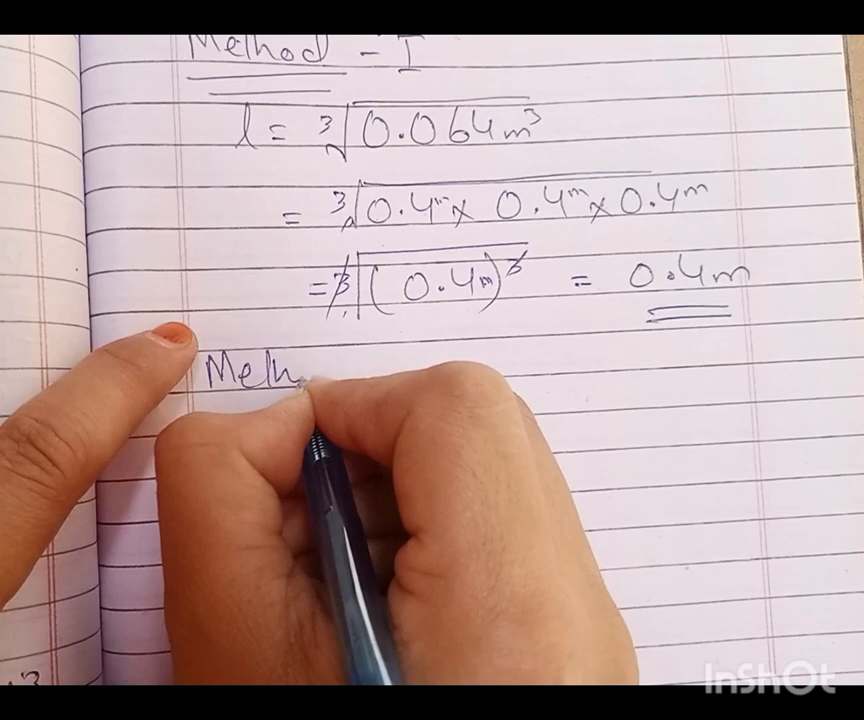 Method - I
l = ∛0.064m³
= ∛0.4m × 0.4m × 0.4m
= ∛(0.4m)³ = 0.4m
Meth
InShOt